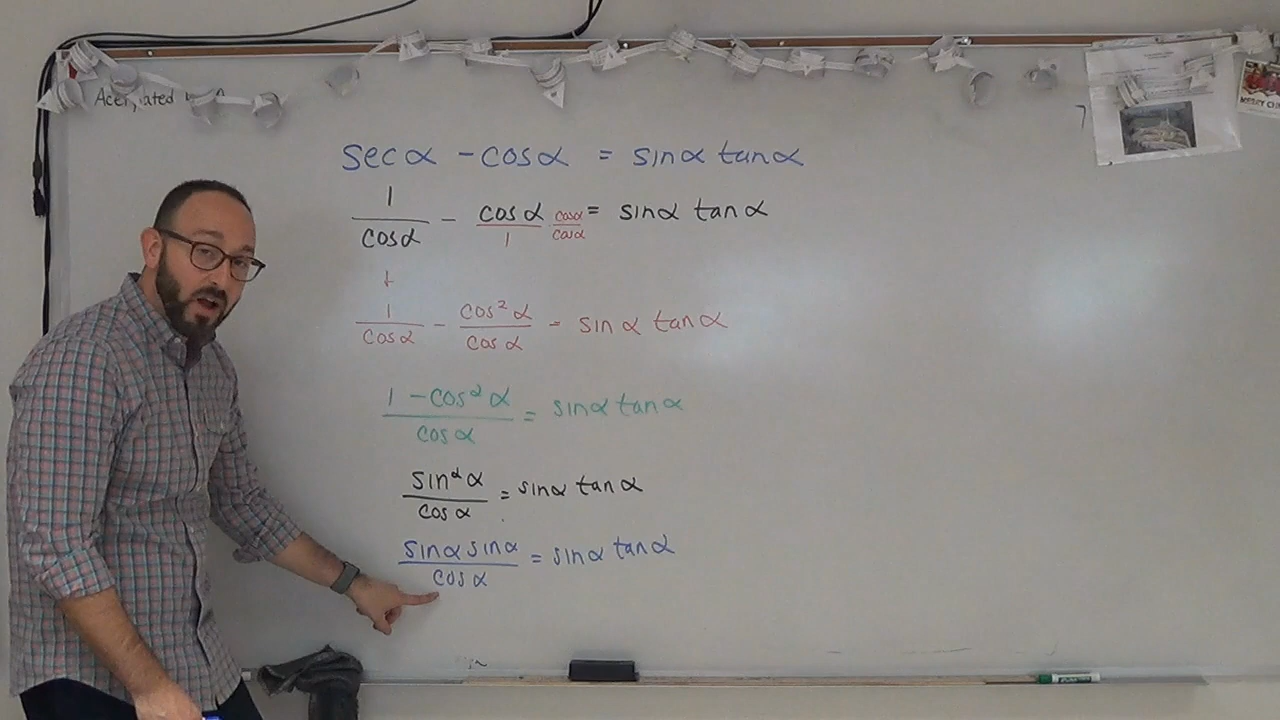 sec α - cos α = sin α tan α
1/cos α - cos α/1 cos α/cos α = sin α tan α
1/cos α - cos² α/cos α = sin α tan α
1 - cos² α/cos α = sin α tan α
sin² α/cos α = sin α tan α
sin α sin α/cos α = sin α tan α